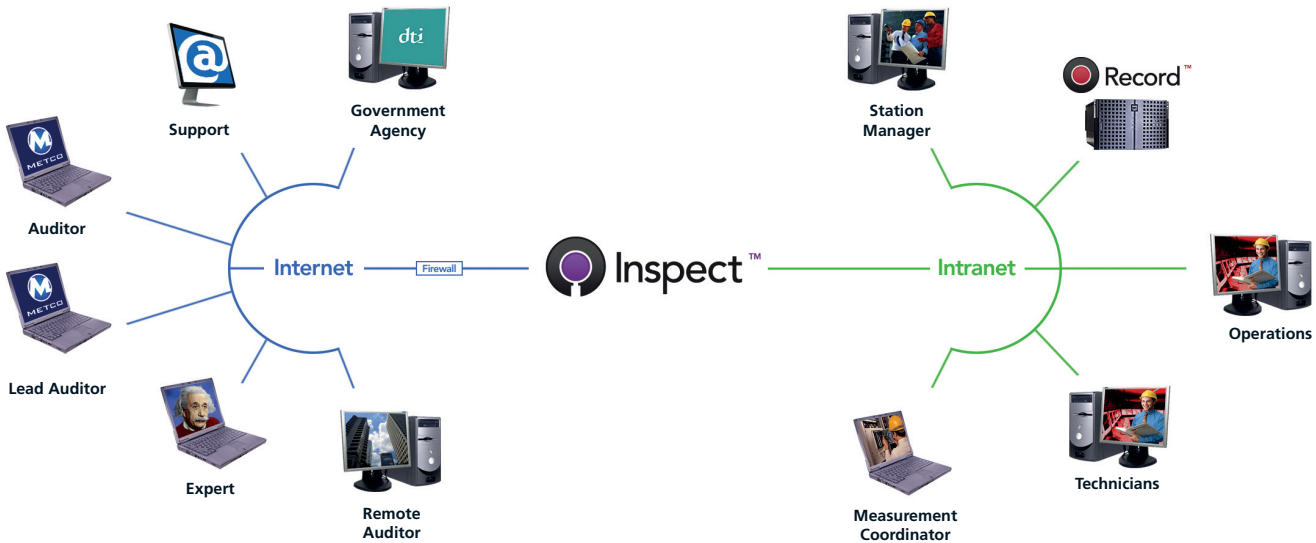 dti
Government
Agency
@
Support
M
METCO
Auditor
M
METCO
Lead Auditor
Expert
Remote
Auditor
Internet
Firewall
Inspect™
Intranet
Station
Manager
Record™
Operations
Technicians
Measurement
Coordinator